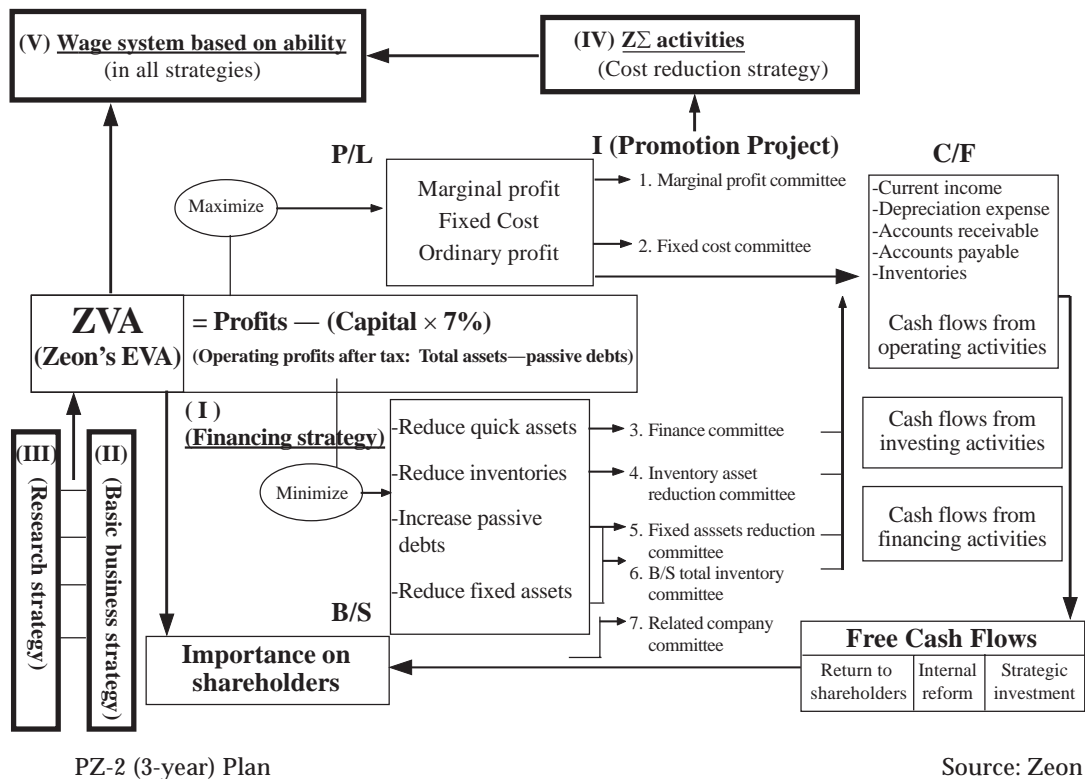 (V) Wage system based on ability
(in all strategies)
(IV) ZΣ activities
(Cost reduction strategy)
P/L
I (Promotion Project)
C/F
Maximize
Marginal profit
Fixed Cost
Ordinary profit
1. Marginal profit committee
2. Fixed cost committee
-Current income
-Depreciation expense
-Accounts receivable
-Accounts payable
-Inventories
Cash flows from
operating activities
ZVA
(Zeon's EVA)
= Profits — (Capital × 7%)
(Operating profits after tax: Total assets—passive debts)
( I )
(Financing strategy)
Minimize
B/S
-Reduce quick assets
-Reduce inventories
-Increase passive
debts
-Reduce fixed assets
3. Finance committee
4. Inventory asset
reduction committee
5. Fixed asssets reduction
committee
6. B/S total inventory
committee
7. Related company
committee
Cash flows from
investing activities
Cash flows from
financing activities
(III)
(Research strategy)
(II)
(Basic business strategy)
Importance on
shareholders
Free Cash Flows
Return to
shareholders
Internal
reform
Strategic
investment
PZ-2 (3-year) Plan
Source: Zeon